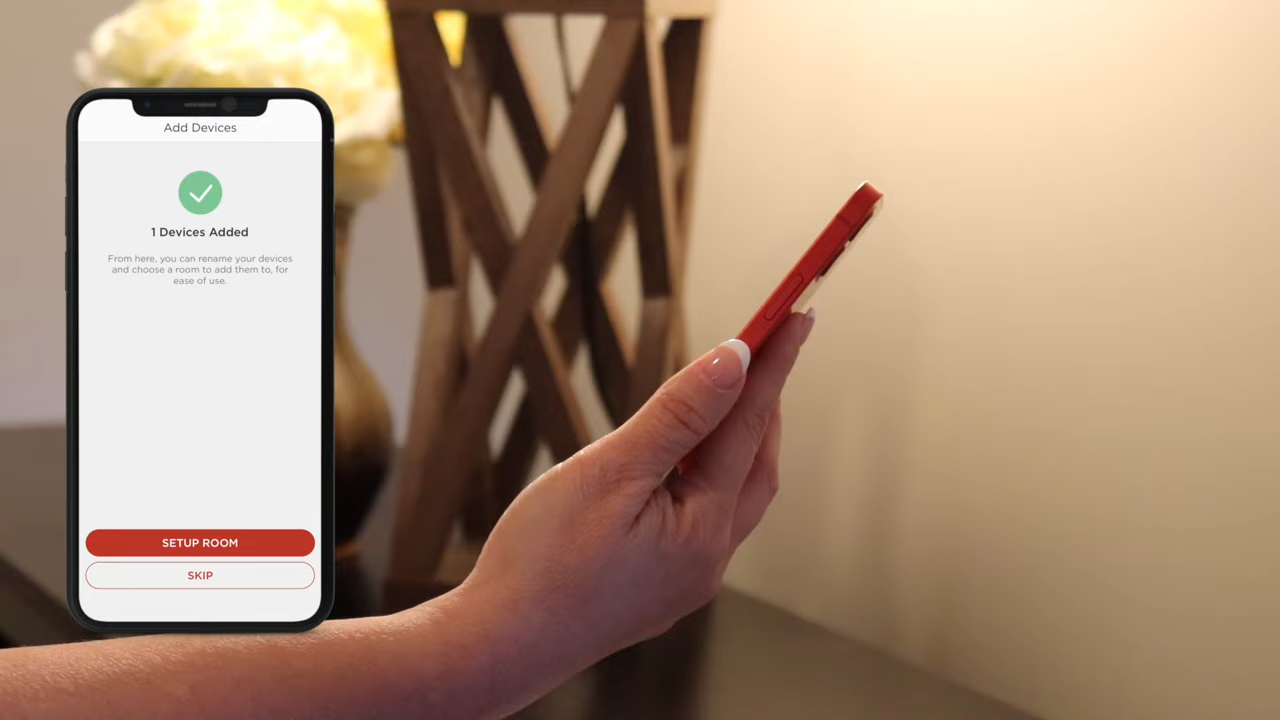 Add Devices
1 Devices Added
From here, you can rename your devices
and choose a room to add them to, for
ease of use.
SETUP ROOM
SKIP